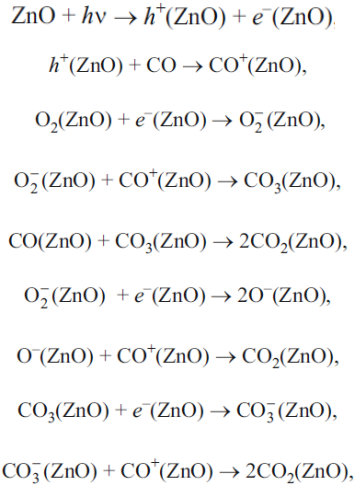 ZnO + hν → h⁺(ZnO) + e⁻(ZnO)
h⁺(ZnO) + CO → CO⁺(ZnO),
O₂(ZnO) + e⁻(ZnO) → O₂⁻(ZnO),
O₂⁻(ZnO) + CO⁺(ZnO) → CO₃(ZnO),
CO(ZnO) + CO₃(ZnO) → 2CO₂(ZnO),
O₂⁻(ZnO) + e⁻(ZnO) → 2O⁻(ZnO),
O⁻(ZnO) + CO⁺(ZnO) → CO₂(ZnO),
CO₃(ZnO) + e⁻(ZnO) → CO₃⁻(ZnO),
CO₃⁻(ZnO) + CO⁺(ZnO) → 2CO₂(ZnO),